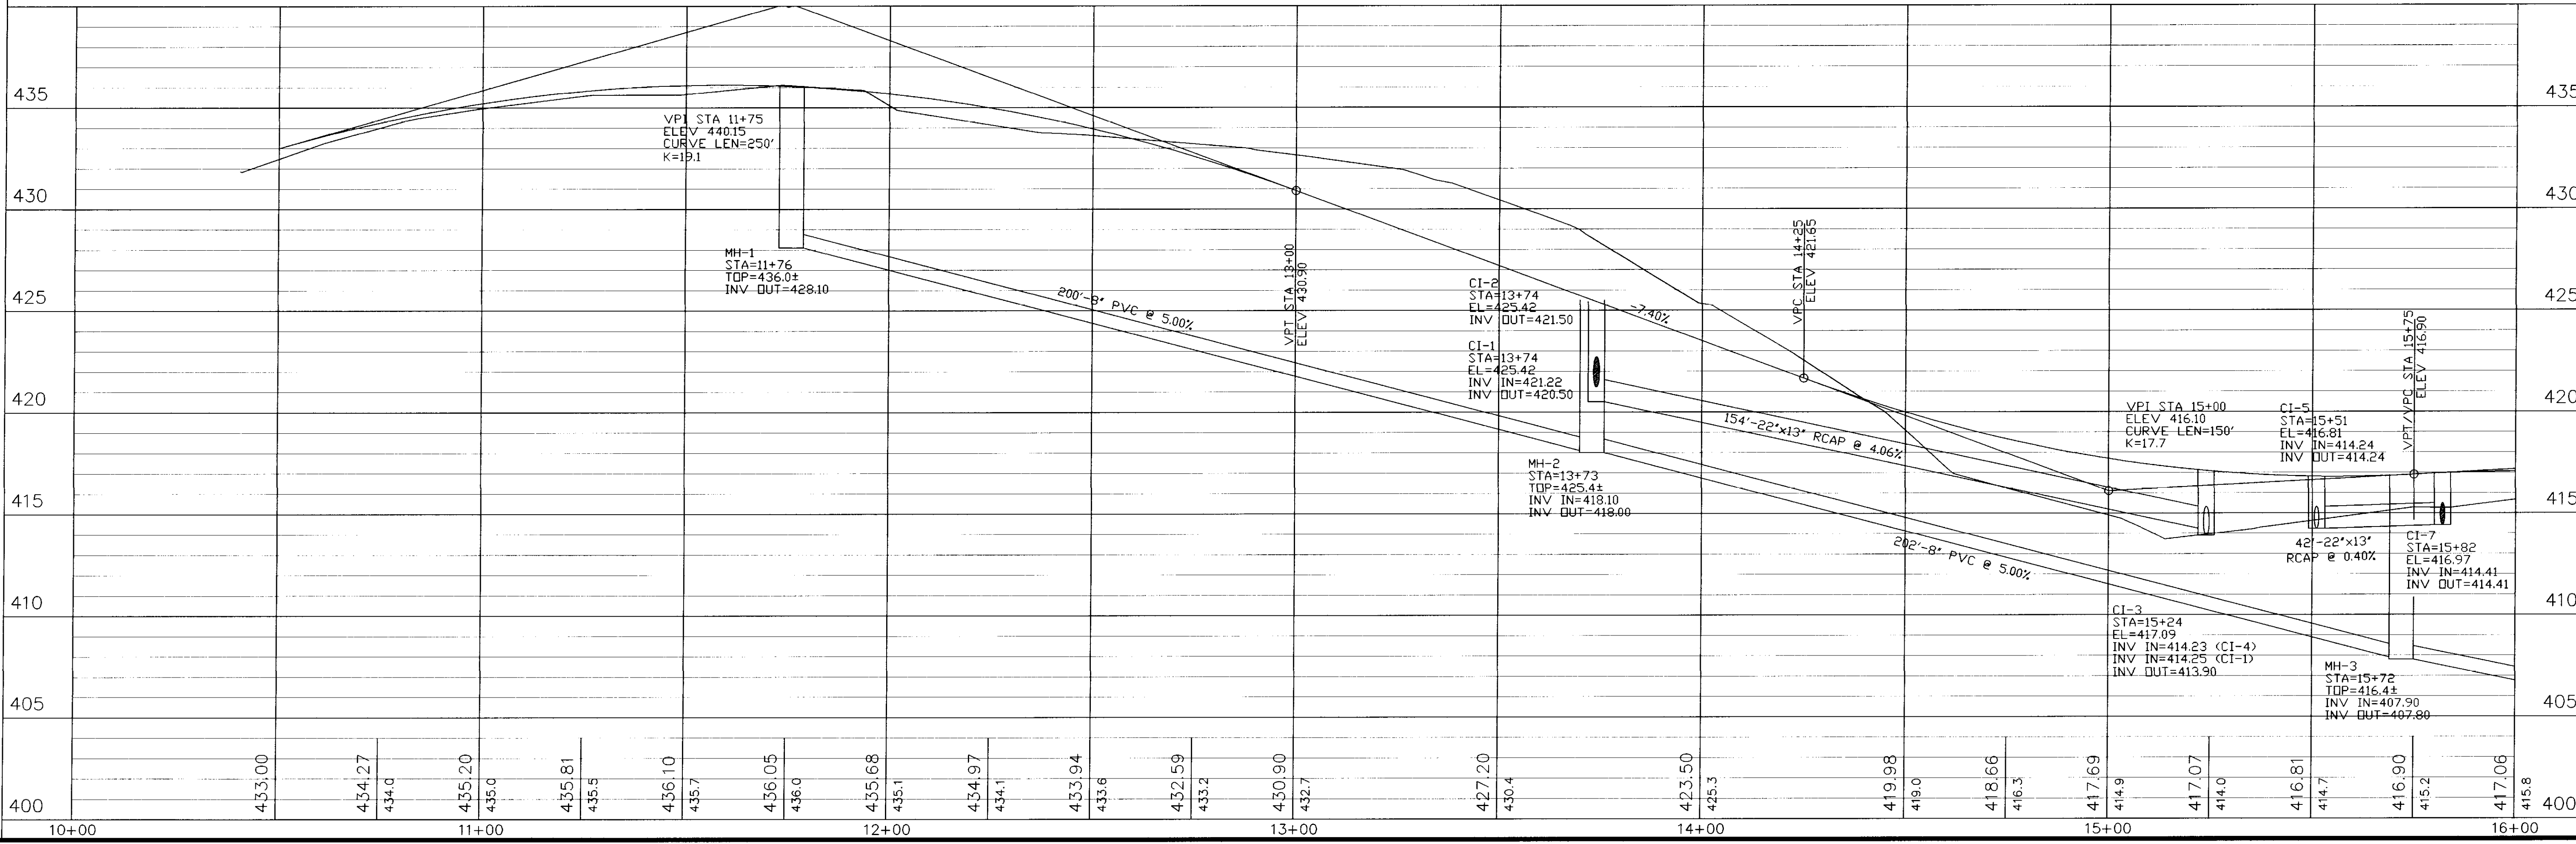 435
430
425
420
415
410
405
400
435
430
425
420
415
410
405
400
VPI STA 11+75
ELEV 440.15
CURVE LEN=250'
K=19.1
MH-1
STA=11+76
TOP=436.0±
INV OUT=428.10
200'-8" PVC @ 5.00%
VPT STA 13+00
ELEV 430.90
CI-2
STA=13+74
EL=425.42
INV OUT=421.50
CI-1
STA=13+74
EL=425.42
INV IN=421.22
INV OUT=420.50
-7.40%
MH-2
STA=13+73
TOP=425.4±
INV IN=418.10
INV OUT=418.00
154'-22"x13" RCAP @ 4.06%
VPC STA 14+25
ELEV 421.65
202'-8" PVC @ 5.00%
VPI STA 15+00
ELEV 416.10
CURVE LEN=150'
K=17.7
CI-5
STA=15+51
EL=416.81
INV IN=414.24
INV OUT=414.24
VPT/VPC STA 15+75
ELEV 416.90
42'-22"x13"
RCAP @ 0.40%
CI-7
STA=15+82
EL=416.97
INV IN=414.41
INV OUT=414.41
CI-3
STA=15+24
EL=417.09
INV IN=414.23 (CI-4)
INV IN=414.25 (CI-1)
INV OUT=413.90
MH-3
STA=15+72
TOP=416.4±
INV IN=407.90
INV OUT=407.80
433.00
434.27
434.0
435.20
435.0
435.81
435.5
436.10
435.7
436.05
436.0
435.68
435.1
434.97
434.1
433.94
433.6
432.59
433.2
430.90
432.7
427.20
430.4
423.50
425.3
419.98
419.0
418.66
416.3
417.69
414.9
417.07
414.0
416.81
414.7
416.90
415.2
417.06
415.8
10+00
11+00
12+00
13+00
14+00
15+00
16+00